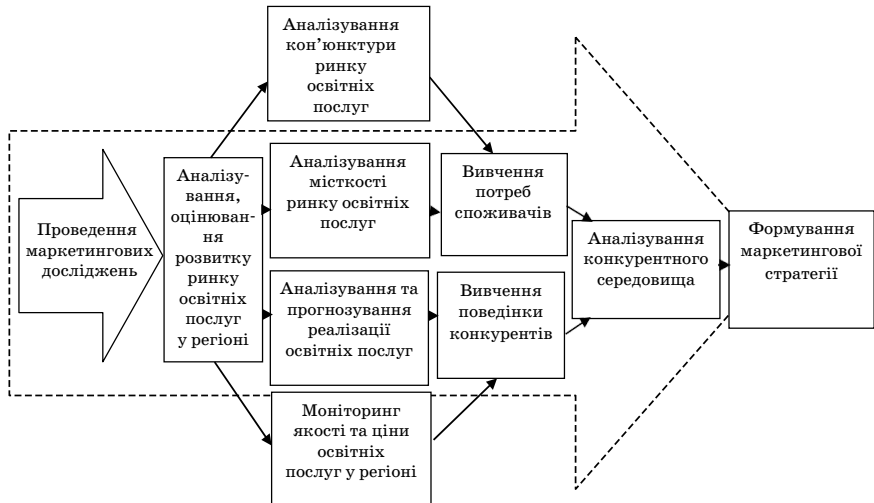 Проведення
маркетингових
досліджень
Аналізу-
вання,
оцінюван-
ня
розвитку
ринку
освітніх
послуг
у регіоні
Аналізування
кон’юнктури
ринку
освітніх
послуг
Аналізування
місткості
ринку освітніх
послуг
Аналізування та
прогнозування
реалізації
освітніх послуг
Моніторинг
якості та ціни
освітніх
послуг у регіоні
Вивчення
потреб
споживачів
Вивчення
поведінки
конкурентів
Аналізування
конкурентного
середовища
Формування
маркетингової
стратегії